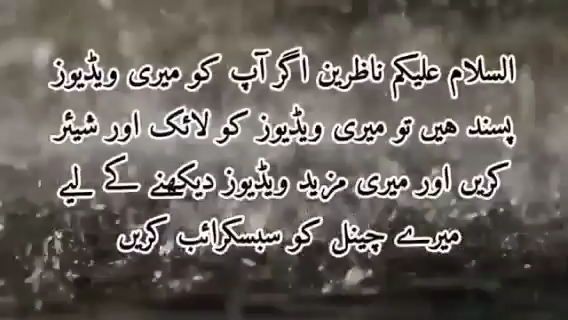 السلام علیکم ناظرین اگر آپ کو میری ویڈیوز
پسند ھیں تو میری ویڈیوز کو لائک اور شیئر
کریں اور میری مزید ویڈیوز دیکھنے کے لیے
میرے چینل کو سبسکرائب کریں